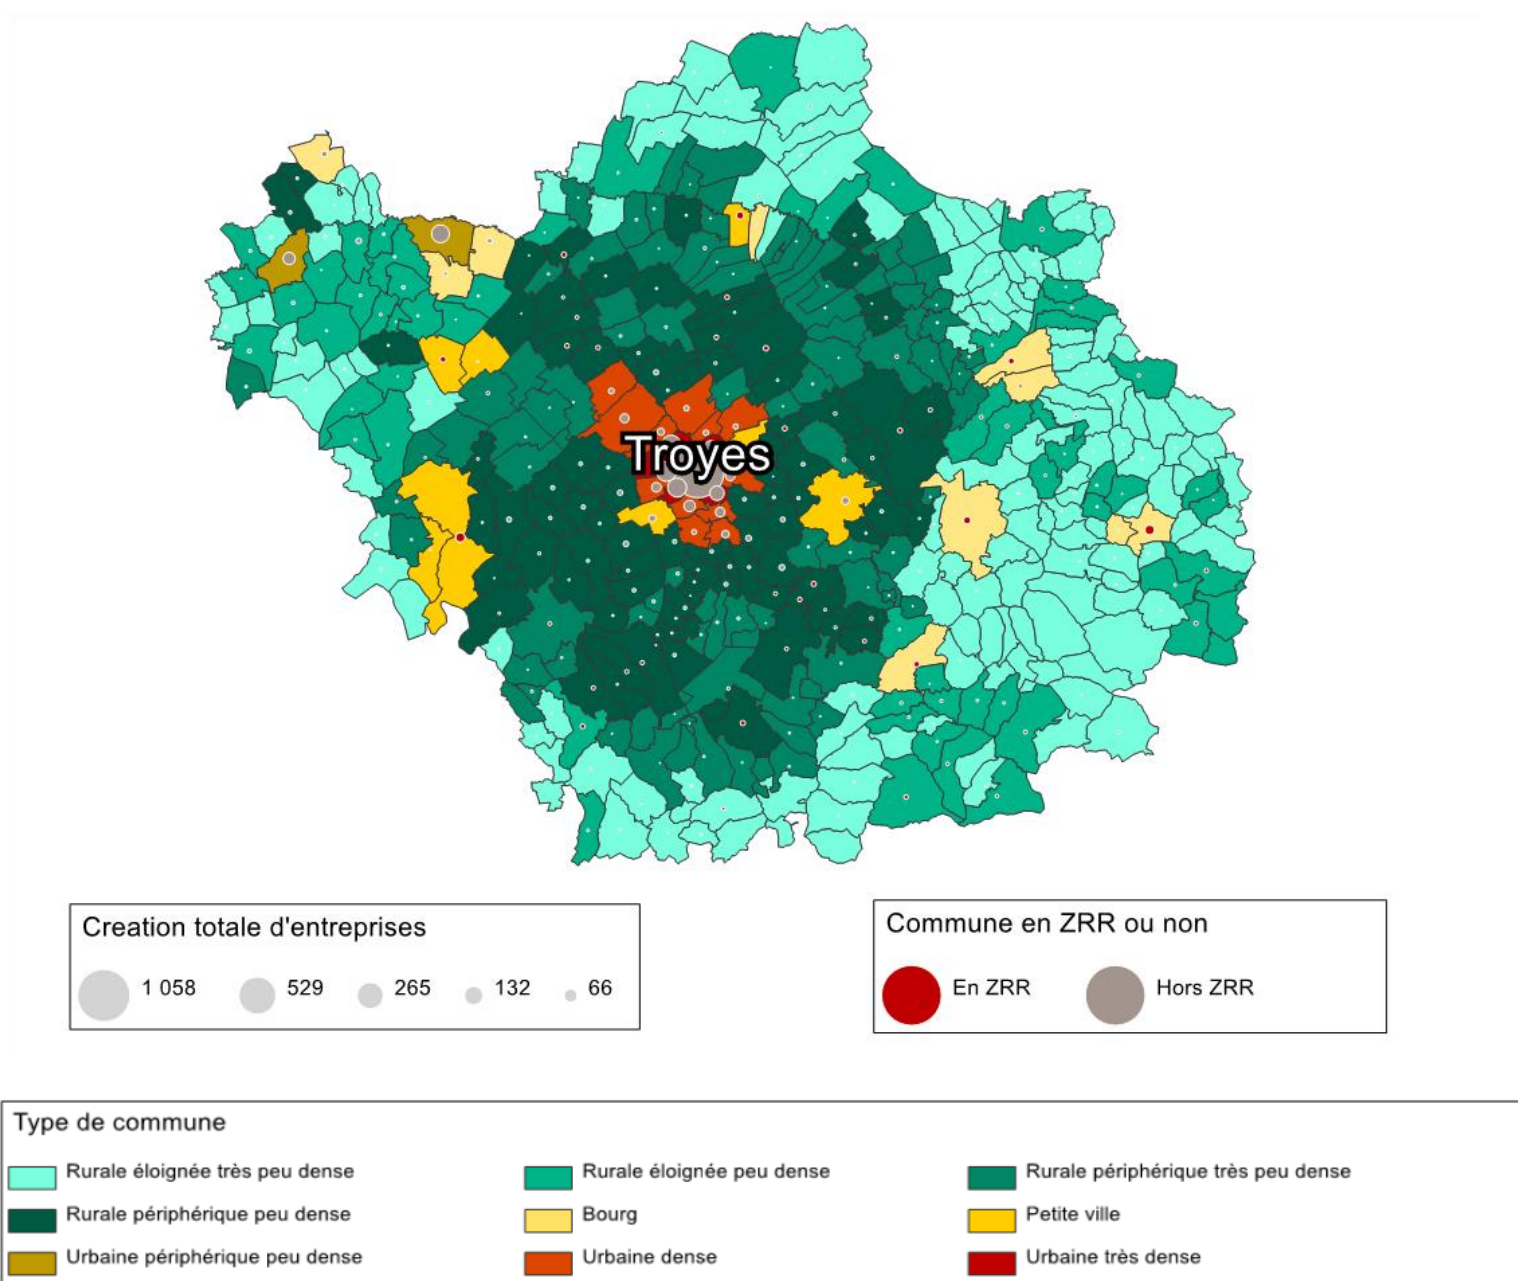 Troyes
Creation totale d'entreprises
1 058 529 265 132 66
Commune en ZRR ou non
En ZRR Hors ZRR
Type de commune
Rurale éloignée très peu dense Rurale éloignée peu dense Rurale périphérique très peu dense
Rurale périphérique peu dense Bourg Petite ville
Urbaine périphérique peu dense Urbaine dense Urbaine très dense